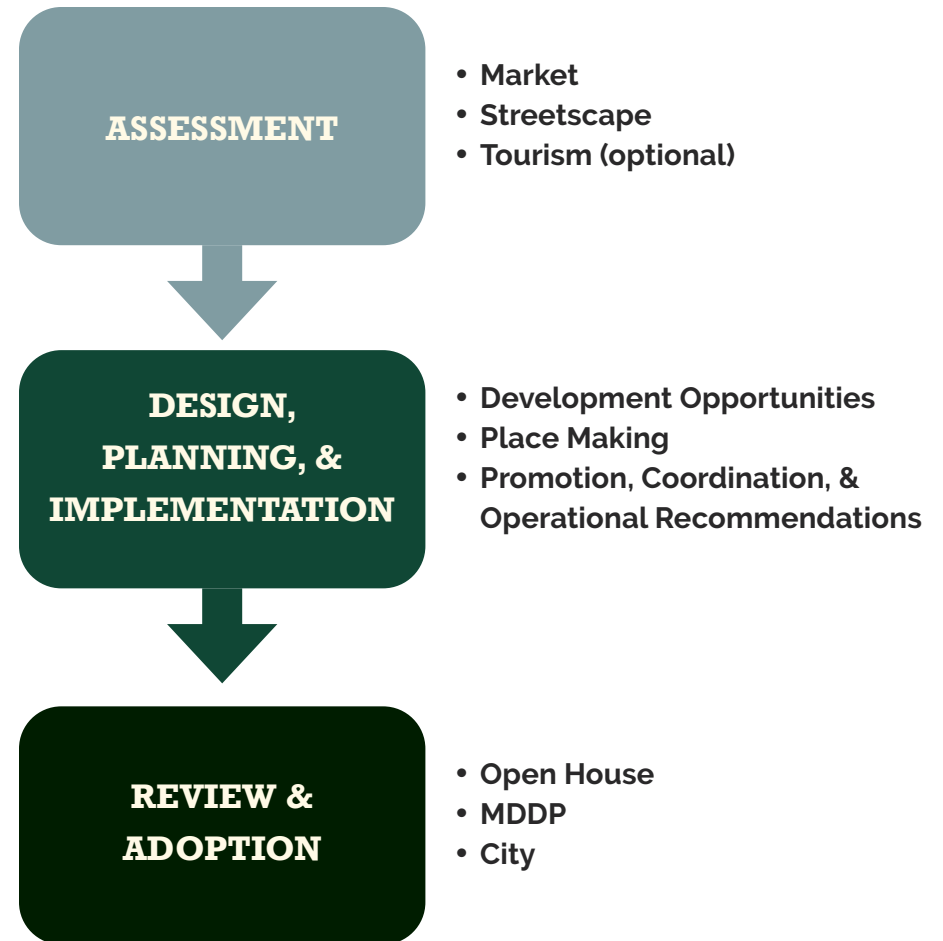 ASSESSMENT
• Market
• Streetscape
• Tourism (optional)
DESIGN,
PLANNING, &
IMPLEMENTATION
• Development Opportunities
• Place Making
• Promotion, Coordination, &
Operational Recommendations
REVIEW &
ADOPTION
• Open House
• MDDP
• City